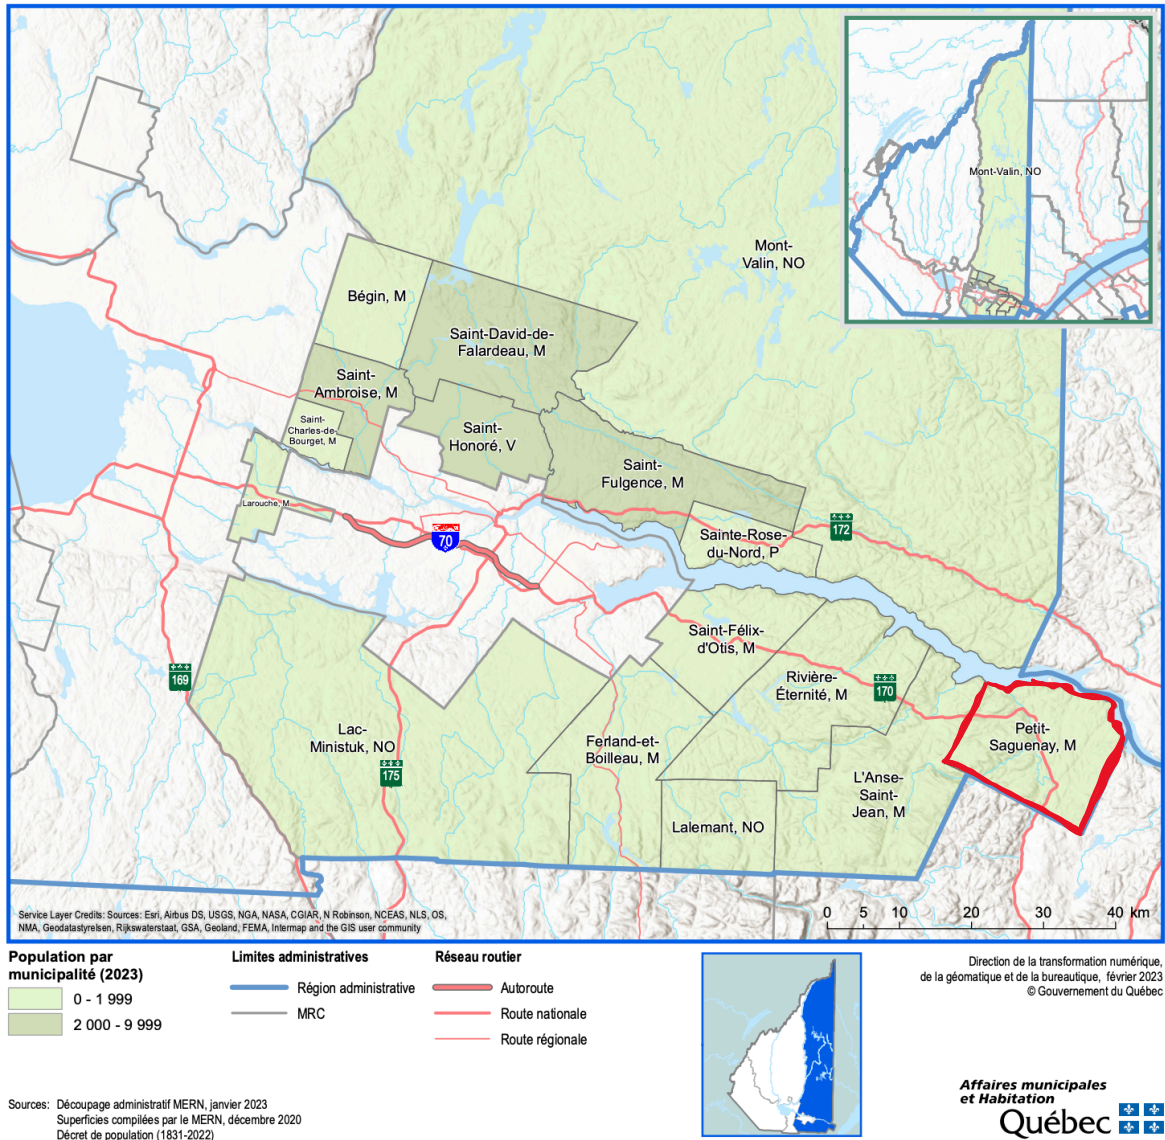 Mont-Valin, NO
Mont-
Valin, NO
Bégin, M
Saint-David-de-
Falardeau, M
Saint-
Ambroise, M
Saint-
Charles-de-
Bourget, M
Saint-
Honoré, V
Saint-
Fulgence, M
Larouche, M
70
Sainte-Rose-
du-Nord, P
172
Saint-Félix-
d'Otis, M
169
Rivière-
Éternité, M
170
Lac-
Ministuk, NO
175
Ferland-et-
Boilleau, M
Petit-
Saguenay, M
L'Anse-
Saint-
Jean, M
Lalemant, NO
Service Layer Credits: Sources: Esri, Airbus DS, USGS, NGA, NASA, CGIAR, N Robinson, NCEAS, NLS, OS,
NMA, Geodatastyrelsen, Rijkswaterstaat, GSA, Geoland, FEMA, Intermap and the GIS user community
0 5 10 20 30 40 km
Population par
municipalité (2023)
0 - 1 999
2 000 - 9 999
Limites administratives
Région administrative
MRC
Réseau routier
Autoroute
Route nationale
Route régionale
Direction de la transformation numérique,
de la géomatique et de la bureautique, février 2023
© Gouvernement du Québec
Sources: Découpage administratif MERN, janvier 2023
Superficies compilées par le MERN, décembre 2020
Décret de population (1831-2022)
Affaires municipales
et Habitation
Québec